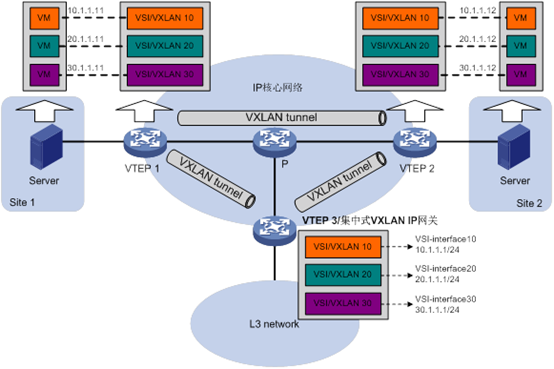 VM 10.1.1.11 VSI/VXLAN 10
VM 20.1.1.11 VSI/VXLAN 20
VM 30.1.1.11 VSI/VXLAN 30
VSI/VXLAN 10 10.1.1.12 VM
VSI/VXLAN 20 20.1.1.12 VM
VSI/VXLAN 30 30.1.1.12 VM
IP核心网络
VXLAN tunnel
Server
Site 1
VTEP 1
P
VTEP 2
Server
Site 2
VXLAN tunnel
VXLAN tunnel
VTEP 3/集中式VXLAN IP网关
VSI/VXLAN 10
VSI-interface10
10.1.1.1/24
VSI/VXLAN 20
VSI-interface20
20.1.1.1/24
VSI/VXLAN 30
VSI-interface30
30.1.1.1/24
L3 network